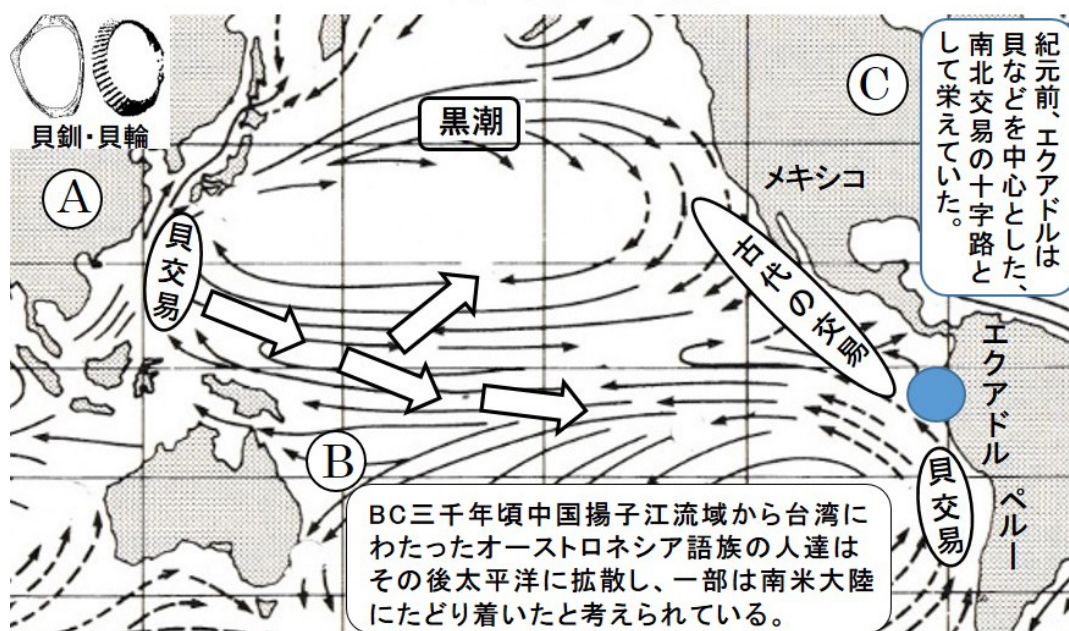 貝釧・貝輪
A
貝交易
黒潮
C
紀元前、エクアドルは
貝などを中心とした、
南北交易の十字路と
して栄えていた。
メキシコ
古代の交易
エクアドル
ペルー
貝交易
B
BC三千年頃中国揚子江流域から台湾に
わたったオーストロネシア語族の人達は
その後太平洋に拡散し、一部は南米大陸
にたどり着いたと考えられている。